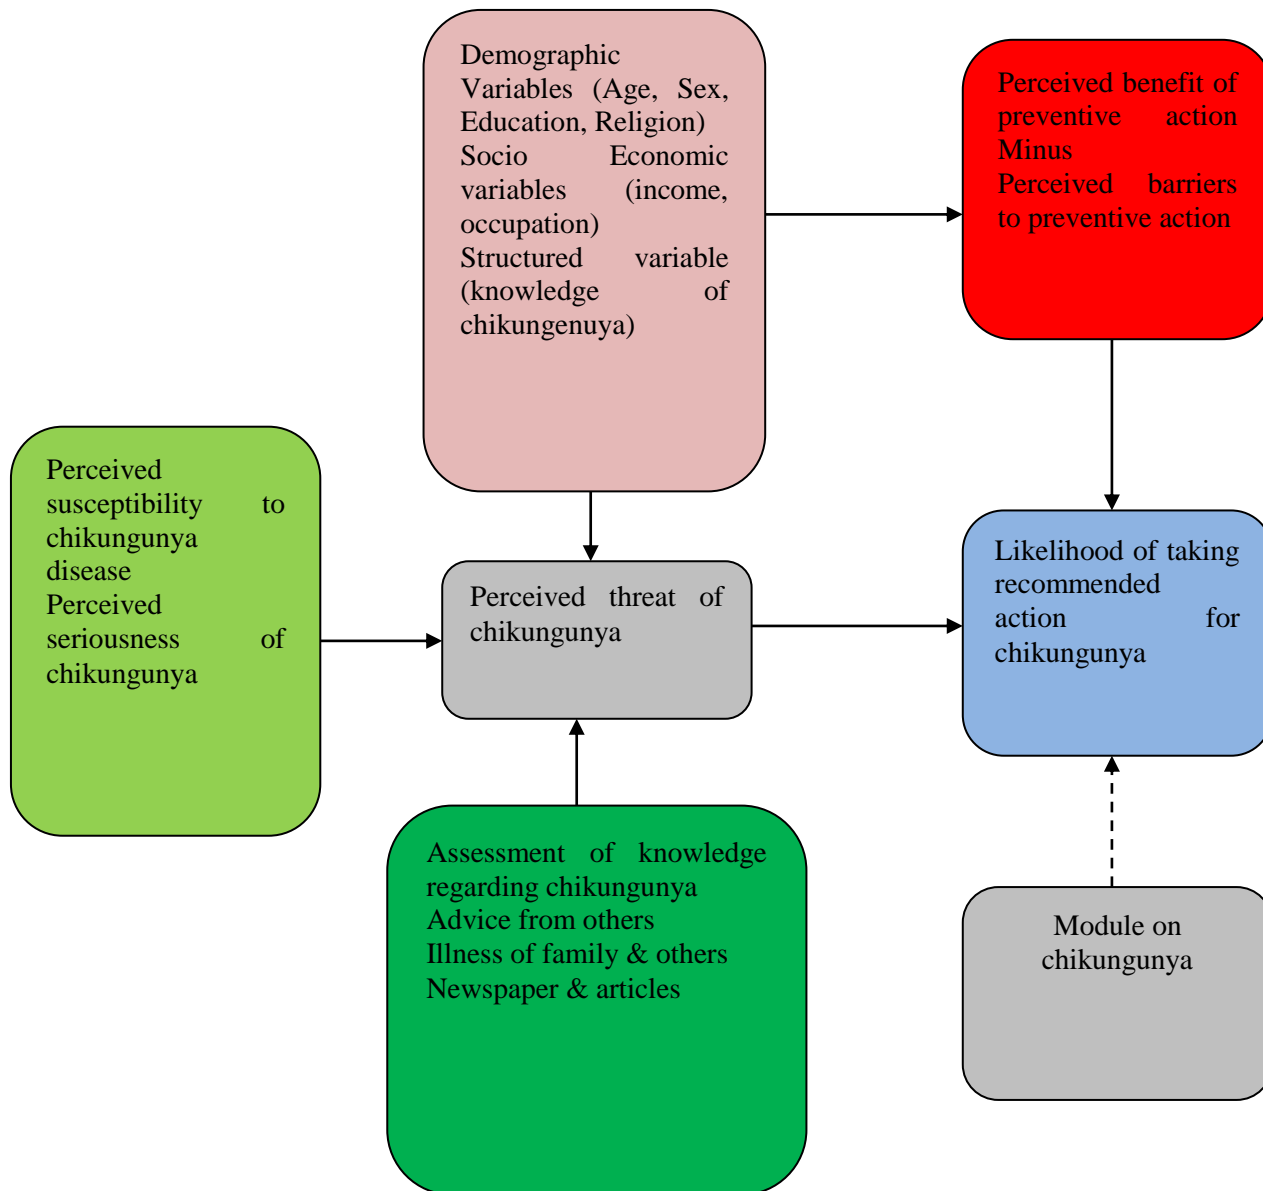 Demographic
Variables (Age, Sex,
Education, Religion)
Socio Economic
variables (income,
occupation)
Structured variable
(knowledge of
chikungenuya)
Perceived benefit of
preventive action
Minus
Perceived barriers
to preventive action
Perceived
susceptibility to
chikungunya
disease
Perceived
seriousness of
chikungunya
Perceived threat of
chikungunya
Likelihood of taking
recommended
action for
chikungunya
Assessment of knowledge
regarding chikungunya
Advice from others
Illness of family & others
Newspaper & articles
Module on
chikungunya